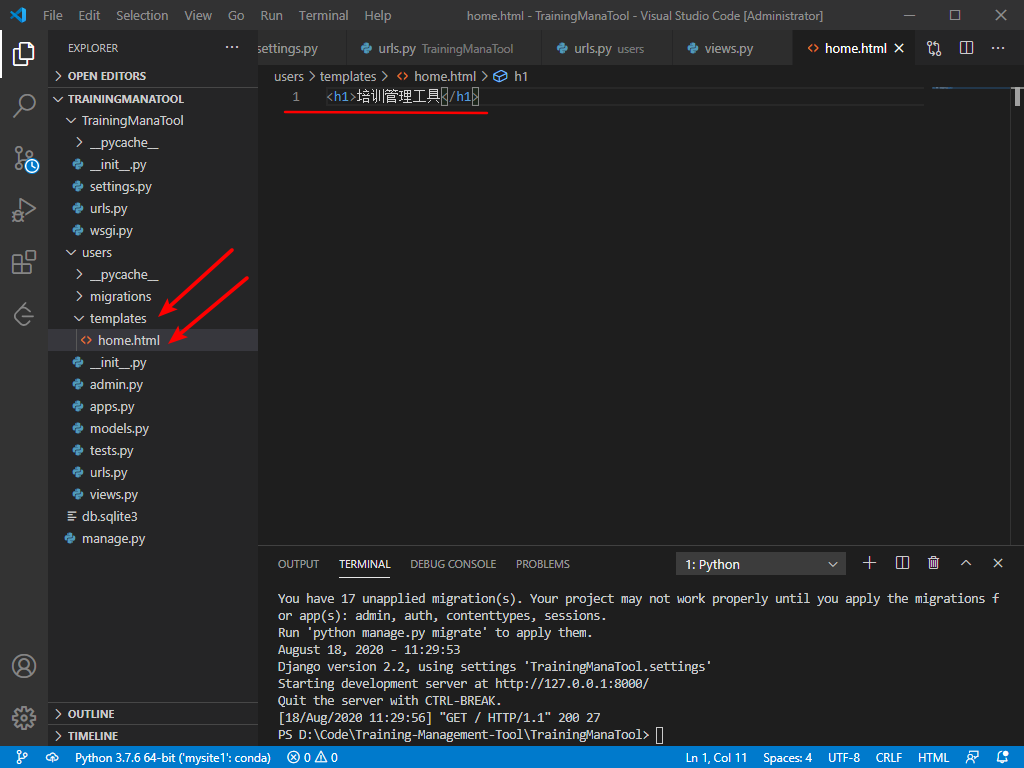 File Edit Selection View Go Run Terminal Help home.html - TrainingManaTool - Visual Studio Code [Administrator]
EXPLORER
settings.py urls.py TrainingManaTool urls.py users views.py home.html
OPEN EDITORS
users > templates > home.html > h1
TRAININGMANATOOL
1 <h1>培训管理工具</h1>
TrainingManaTool
__pycache__
__init__.py
settings.py
urls.py
wsgi.py
users
__pycache__
migrations
templates
home.html
__init__.py
admin.py
apps.py
models.py
tests.py
urls.py
views.py
db.sqlite3
manage.py
OUTLINE
TIMELINE
OUTPUT TERMINAL DEBUG CONSOLE PROBLEMS 1: Python
You have 17 unapplied migration(s). Your project may not work properly until you apply the migrations f
or app(s): admin, auth, contenttypes, sessions.
Run 'python manage.py migrate' to apply them.
August 18, 2020 - 11:29:53
Django version 2.2, using settings 'TrainingManaTool.settings'
Starting development server at http://127.0.0.1:8000/
Quit the server with CTRL-BREAK.
[18/Aug/2020 11:29:56] "GET / HTTP/1.1" 200 27
PS D:\Code\Training-Management-Tool\TrainingManaTool>
Python 3.7.6 64-bit ('mysite1': conda) 0 0 Ln 1, Col 11 Spaces: 4 UTF-8 CRLF HTML